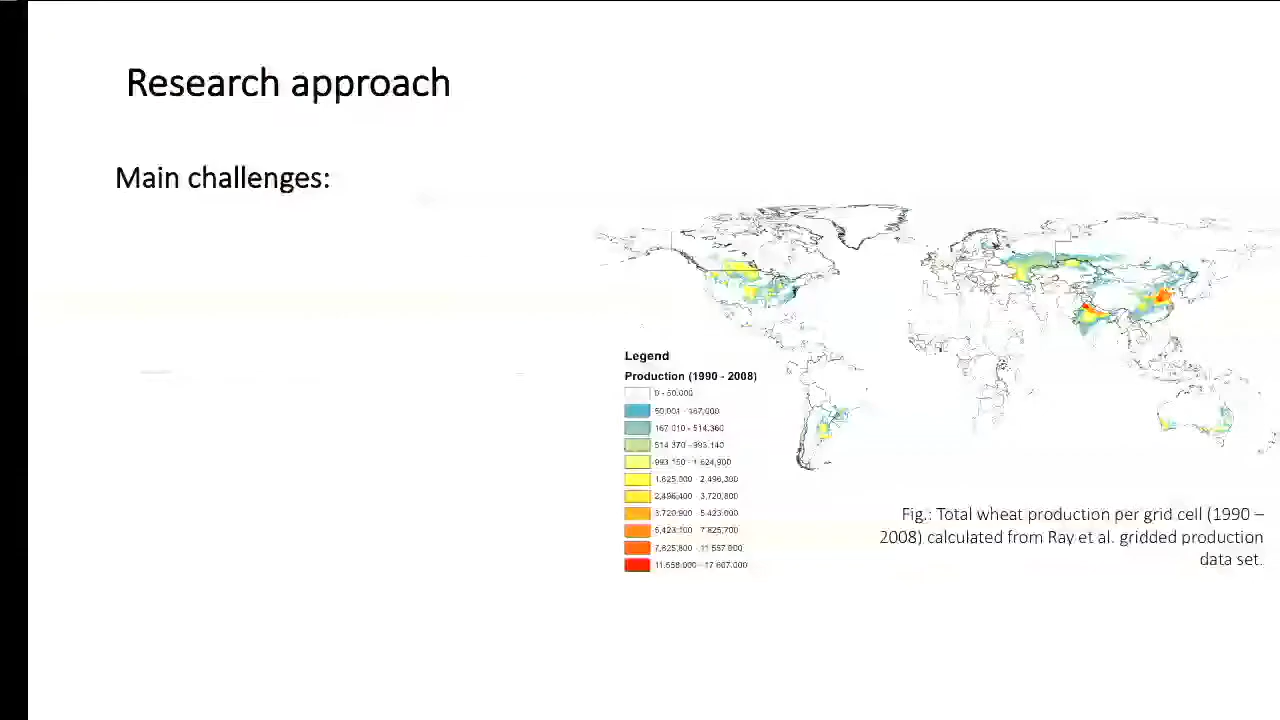 Research approach
Main challenges:
Legend
Production (1990 - 2008)
0 - 50.000
50.001 - 167,000
167 010 - 514.360
514 370 - 993.140
993 150 - 1 624,900
1.625.000 - 2,496,300
2,496,400 - 3,720,800
3.720.900 - 5.423.000
5,423.100 - 7 825,700
7,825,800 - 11 557 000
11.558.000 - 17 667.000
Fig.: Total wheat production per grid cell (1990 –
2008) calculated from Ray et al. gridded production
data set.